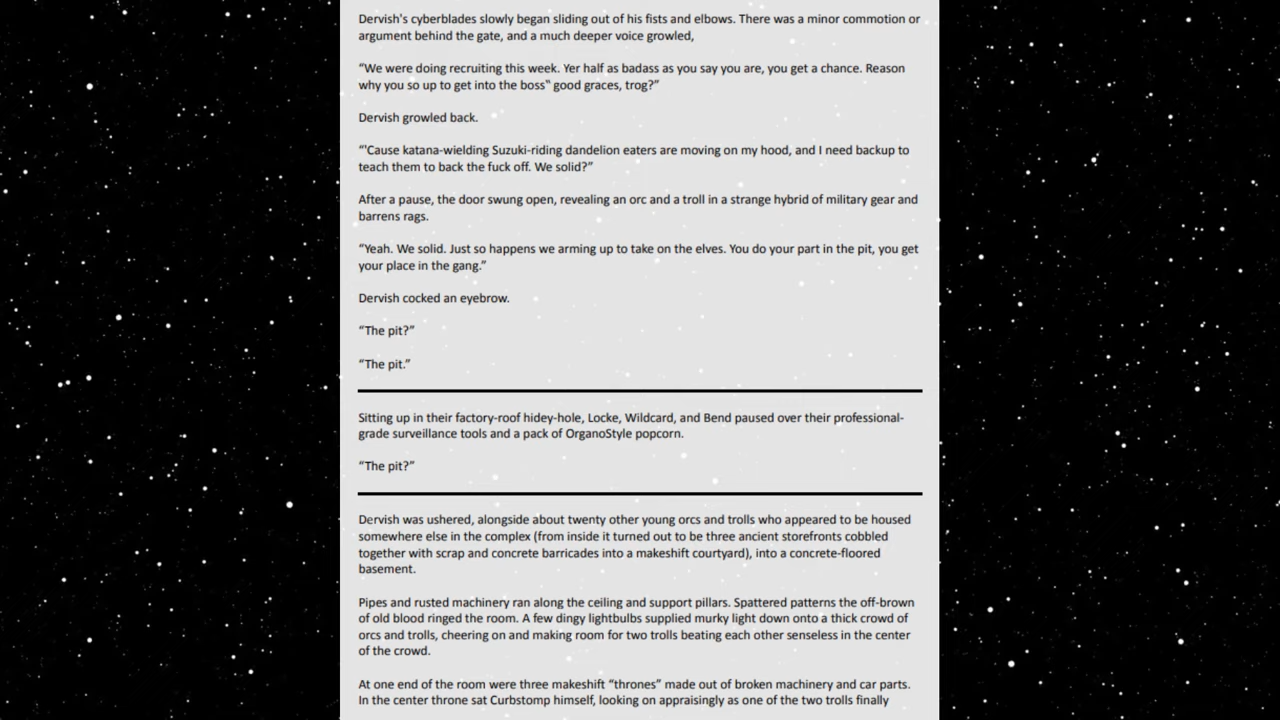 Dervish's cyberblades slowly began sliding out of his fists and elbows. There was a minor commotion or
argument behind the gate, and a much deeper voice growled,
“We were doing recruiting this week. Yer half as badass as you say you are, you get a chance. Reason
why you so up to get into the boss‟ good graces, trog?”
Dervish growled back.
“'Cause katana-wielding Suzuki-riding dandelion eaters are moving on my hood, and I need backup to
teach them to back the fuck off. We solid?”
After a pause, the door swung open, revealing an orc and a troll in a strange hybrid of military gear and
barrens rags.
“Yeah. We solid. Just so happens we arming up to take on the elves. You do your part in the pit, you get
your place in the gang.”
Dervish cocked an eyebrow.
“The pit?”
“The pit.”
Sitting up in their factory-roof hidey-hole, Locke, Wildcard, and Bend paused over their professional-
grade surveillance tools and a pack of OrganoStyle popcorn.
“The pit?”
Dervish was ushered, alongside about twenty other young orcs and trolls who appeared to be housed
somewhere else in the complex (from inside it turned out to be three ancient storefronts cobbled
together with scrap and concrete barricades into a makeshift courtyard), into a concrete-floored
basement.
Pipes and rusted machinery ran along the ceiling and support pillars. Spattered patterns the off-brown
of old blood ringed the room. A few dingy lightbulbs supplied murky light down onto a thick crowd of
orcs and trolls, cheering on and making room for two trolls beating each other senseless in the center
of the crowd.
At one end of the room were three makeshift “thrones” made out of broken machinery and car parts.
In the center throne sat Curbstomp himself, looking on appraisingly as one of the two trolls finally